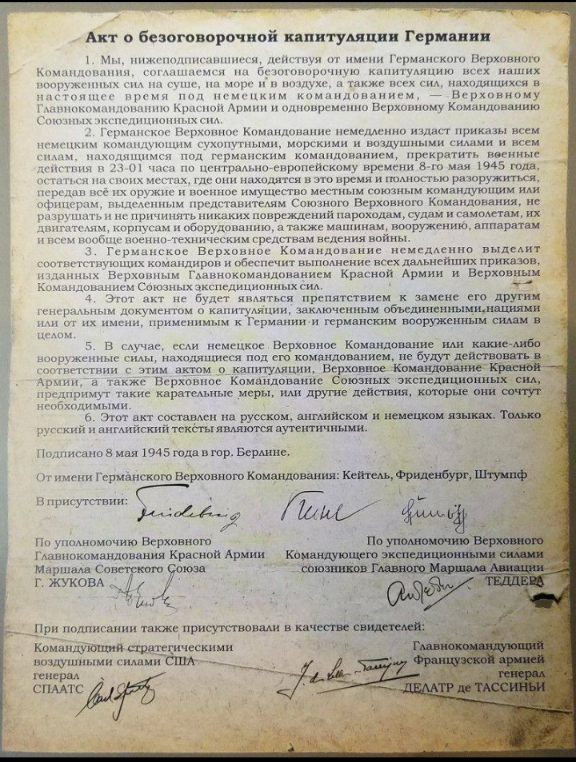 Акт о безоговорочной капитуляции Германии
1. Мы, нижеподписавшиеся, действуя от имени Германского Верховного
Командования, соглашаемся на безоговорочную капитуляцию всех наших
вооруженных сил на суше, на море и в воздухе, а также всех сил, находящихся в
настоящее время под немецким командованием, — Верховному
Главнокомандованию Красной Армии и одновременно Верховному Командованию
Союзных экспедиционных сил.
2. Германское Верховное Командование немедленно издаст приказы всем
немецким командующим сухопутными, морскими и воздушными силами и всем
силам, находящимся под германским командованием, прекратить военные
действия в 23-01 часа по центрально-европейскому времени 8-го мая 1945 года,
остаться на своих местах, где они находятся в это время и полностью разоружиться,
передав всё их оружие и военное имущество местным союзным командующим или
офицерам, выделенным представителям Союзного Верховного Командования, не
разрушать и не причинять никаких повреждений пароходам, судам и самолетам, их
двигателям, корпусам и оборудованию, а также машинам, вооружению, аппаратам
и всем вообще военно-техническим средствам ведения войны.
3. Германское Верховное Командование немедленно выделит
соответствующих командиров и обеспечит выполнение всех дальнейших приказов,
изданных Верховным Главнокомандованием Красной Армии и Верховным
Командованием Союзных экспедиционных сил.
4. Этот акт не будет являться препятствием к замене его другим
генеральным документом о капитуляции, заключенным объединенными нациями
или от их имени, применимым к Германии и германским вооруженным силам в
целом.
5. В случае, если немецкое Верховное Командование или какие-либо
вооруженные силы, находящиеся под его командованием, не будут действовать в
соответствии с этим актом о капитуляции, Верховное Командование Красной
Армии, а также Верховное Командование Союзных экспедиционных сил,
предпримут такие карательные меры, или другие действия, которые они сочтут
необходимыми.
6. Этот акт составлен на русском, английском и немецком языках. Только
русский и английский тексты являются аутентичными.
Подписано 8 мая 1945 года в гор. Берлине.
От имени Германского Верховного Командования: Кейтель, Фриденбург, Штумпф
В присутствии:
По уполномочию Верховного
Главнокомандования Красной Армии
Маршала Советского Союза
Г. ЖУКОВА
По уполномочию Верховного
Командующего экспедиционными силами
союзников Главного Маршала Авиации
ТЕДДЕРА
При подписании также присутствовали в качестве свидетелей:
Командующий стратегическими
воздушными силами США
генерал
СПААТС
Главнокомандующий
Французской армией
генерал
ДЕЛАТР де ТАССИНЬИ